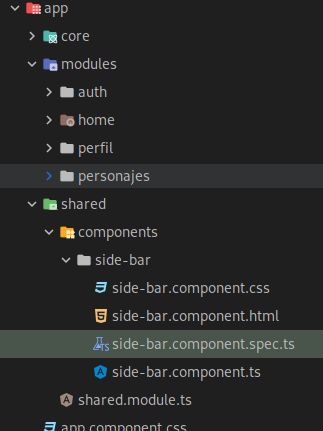 app
core
modules
auth
home
perfil
personajes
shared
components
side-bar
side-bar.component.css
side-bar.component.html
TS side-bar.component.spec.ts
side-bar.component.ts
shared.module.ts
app.component.css